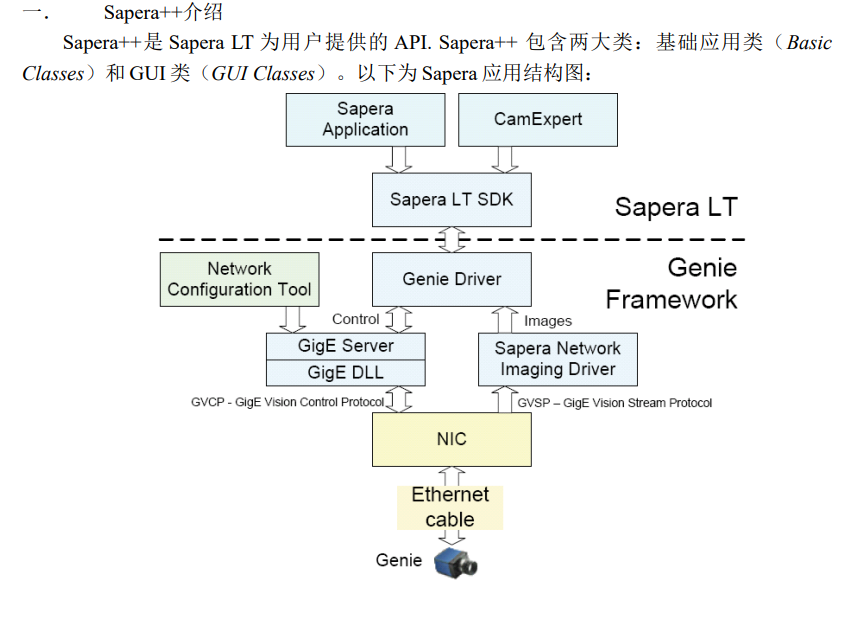 一． Sapera++介绍
Sapera++是 Sapera LT 为用户提供的 API. Sapera++ 包含两大类：基础应用类（Basic
Classes）和 GUI 类（GUI Classes）。以下为 Sapera 应用结构图：
Sapera
Application
CamExpert
Sapera LT SDK
Sapera LT
Network
Configuration Tool
Genie Driver
Genie
Framework
Control
Images
GigE Server
GigE DLL
Sapera Network
Imaging Driver
GVCP - GigE Vision Control Protocol
GVSP – GigE Vision Stream Protocol
NIC
Ethernet
cable
Genie